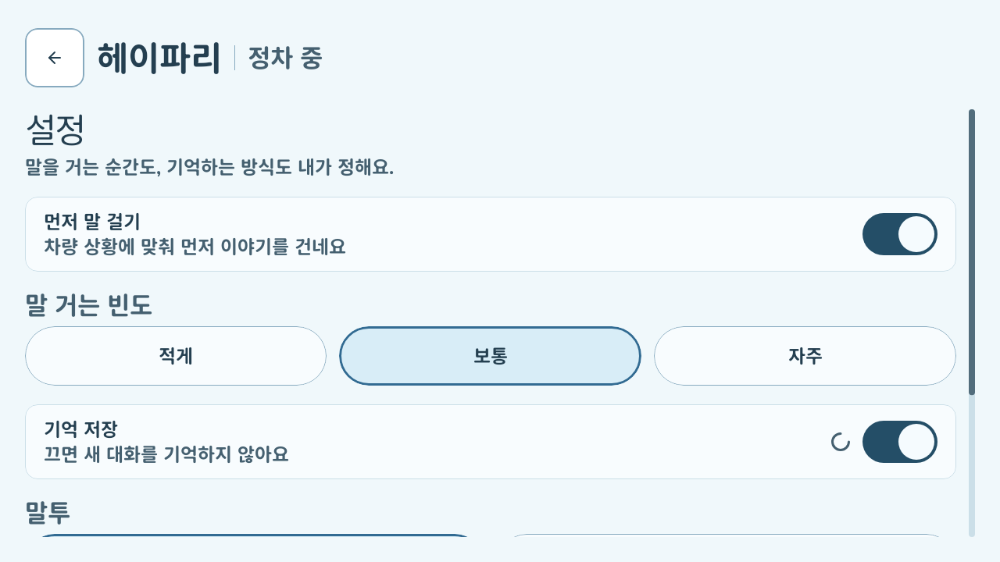 헤이파리
정차 중
설정
말을 거는 순간도, 기억하는 방식도 내가 정해요.
먼저 말 걸기
차량 상황에 맞춰 먼저 이야기를 건네요
말 거는 빈도
적게
보통
자주
기억 저장
끄면 새 대화를 기억하지 않아요
말투